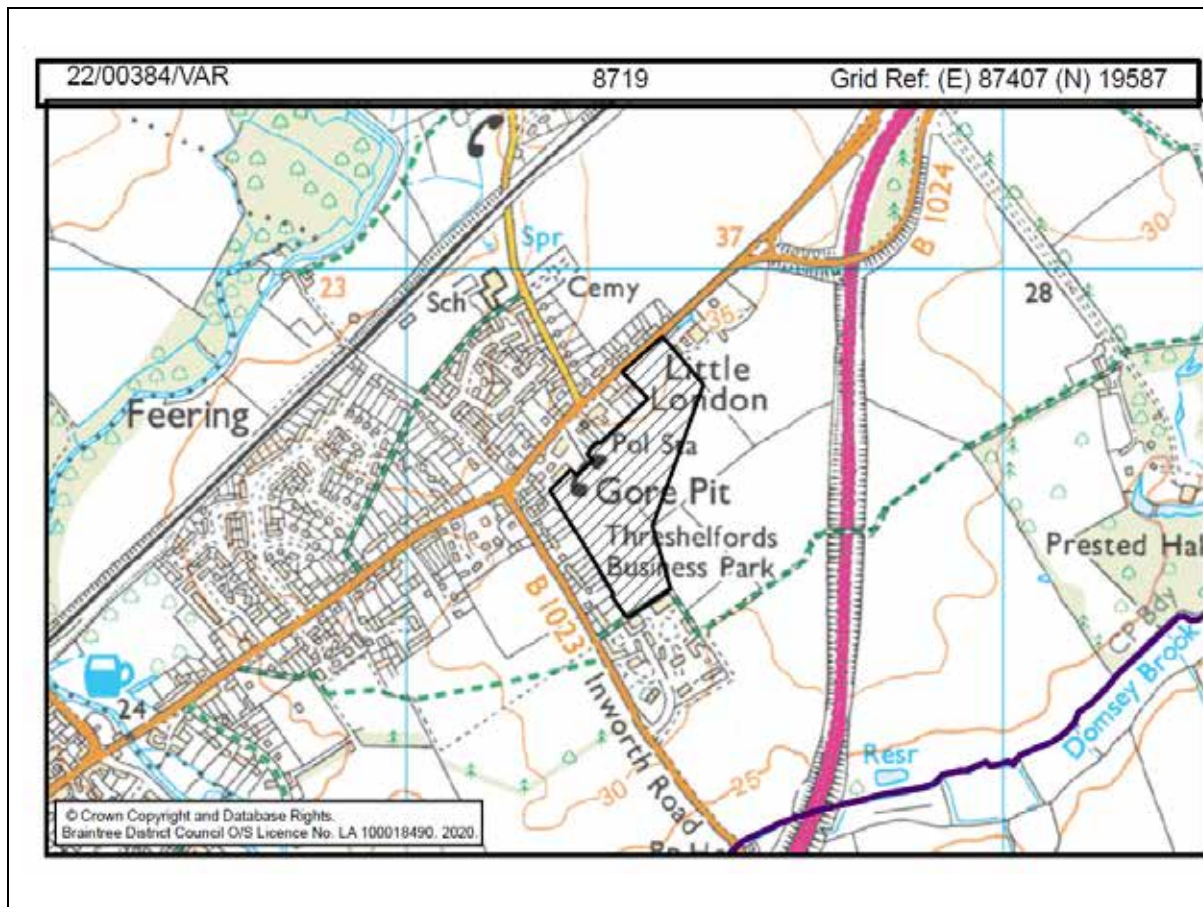 22/00384/VAR 8719 Grid Ref: (E) 87407 (N) 19587
B 1024
37
Spr
30
23
Sch
Cemy
28
35
Little
London
Feering
Pol Sta
Gore Pit
Threshelfords
Business Park
Prested Hal
B 1023
CP Bdy
Domsey Brook
24
Inworth Road
Resr
30
25
© Crown Copyright and Database Rights.
Braintree District Council O/S Licence No. LA 100018490. 2020.